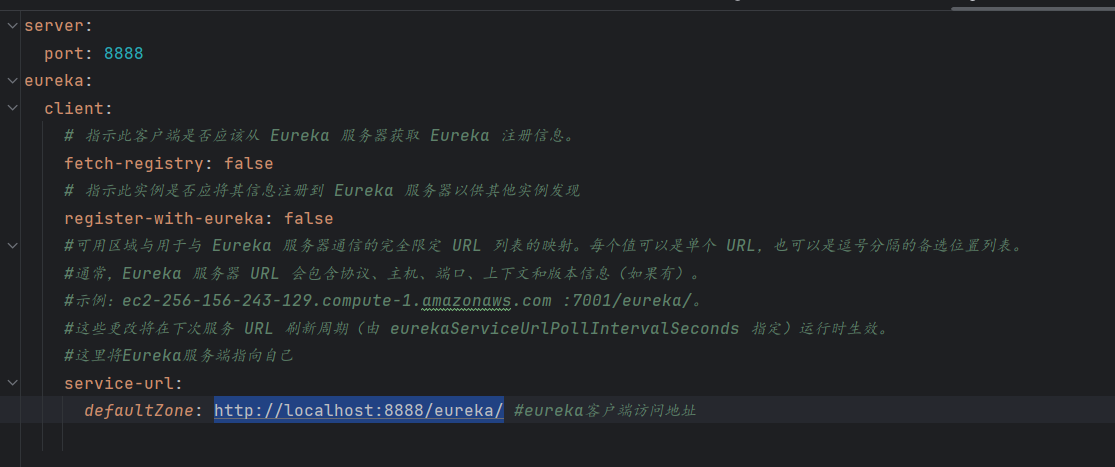 server:
port: 8888
eureka:
client:
# 指示此客户端是否应该从 Eureka 服务器获取 Eureka 注册信息。
fetch-registry: false
# 指示此实例是否应将其信息注册到 Eureka 服务器以供其他实例发现
register-with-eureka: false
#可用区域与用于与 Eureka 服务器通信的完全限定 URL 列表的映射。每个值可以是单个 URL，也可以是逗号分隔的备选位置列表。
#通常，Eureka 服务器 URL 会包含协议、主机、端口、上下文和版本信息（如果有）。
#示例：ec2-256-156-243-129.compute-1.amazonaws.com :7001/eureka/。
#这些更改将在下次服务 URL 刷新周期（由 eurekaServiceUrlPollIntervalSeconds 指定）运行时生效。
#这里将Eureka服务端指向自己
service-url:
defaultZone: http://localhost:8888/eureka/ #eureka客户端访问地址